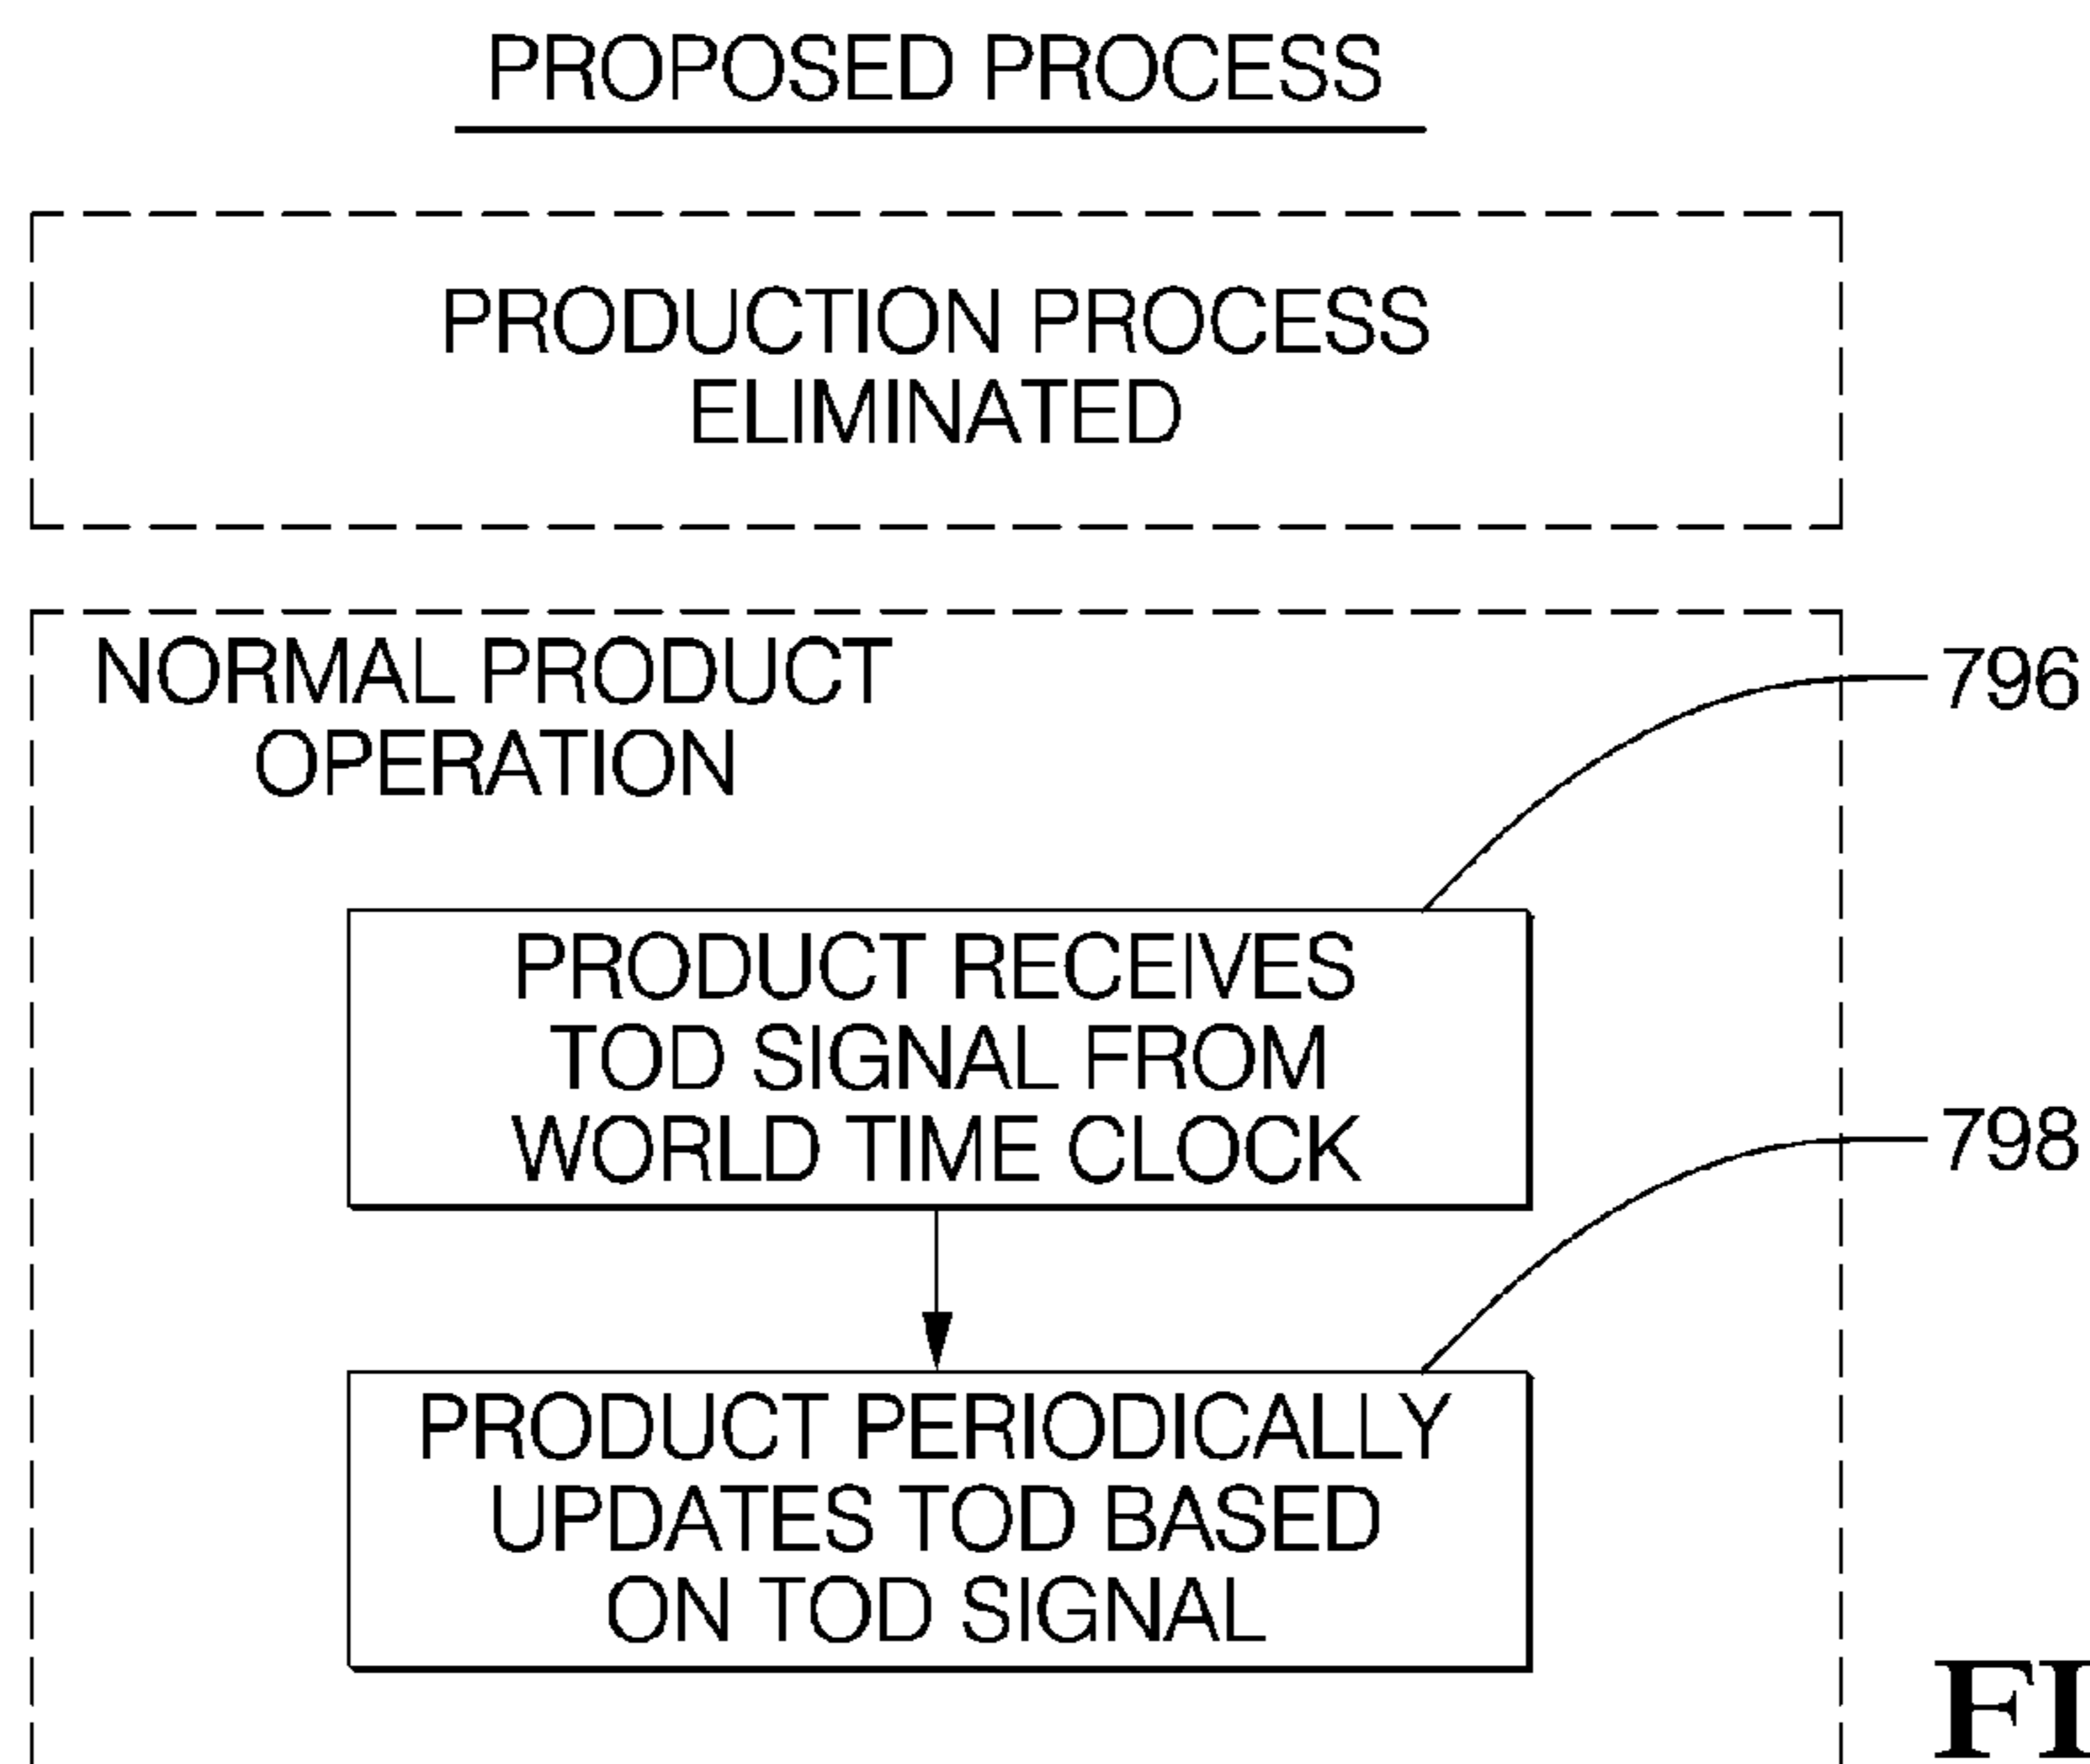 PROPOSED PROCESS
PRODUCTION PROCESS
ELIMINATED
NORMAL PRODUCT
OPERATION
796
PRODUCT RECEIVES
TOD SIGNAL FROM
WORLD TIME CLOCK
798
PRODUCT PERIODICALLY
UPDATES TOD BASED
ON TOD SIGNAL